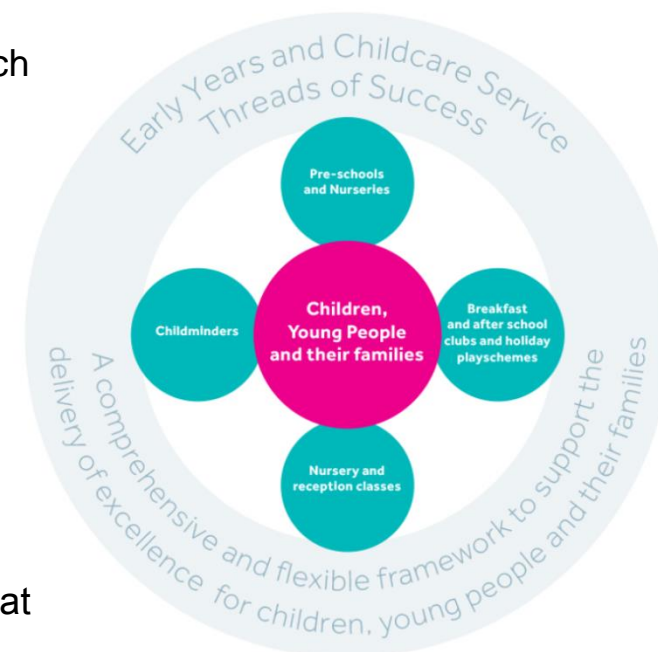 ch
Early Years and Childcare Service
Threads of Success
Pre-schools
and Nurseries
Childminders
Children,
Young People
and their families
Breakfast
and after school
clubs and holiday
playschemes
Nursery and
reception classes
A comprehensive and flexible framework to support the
delivery of excellence for children, young people and their families
at